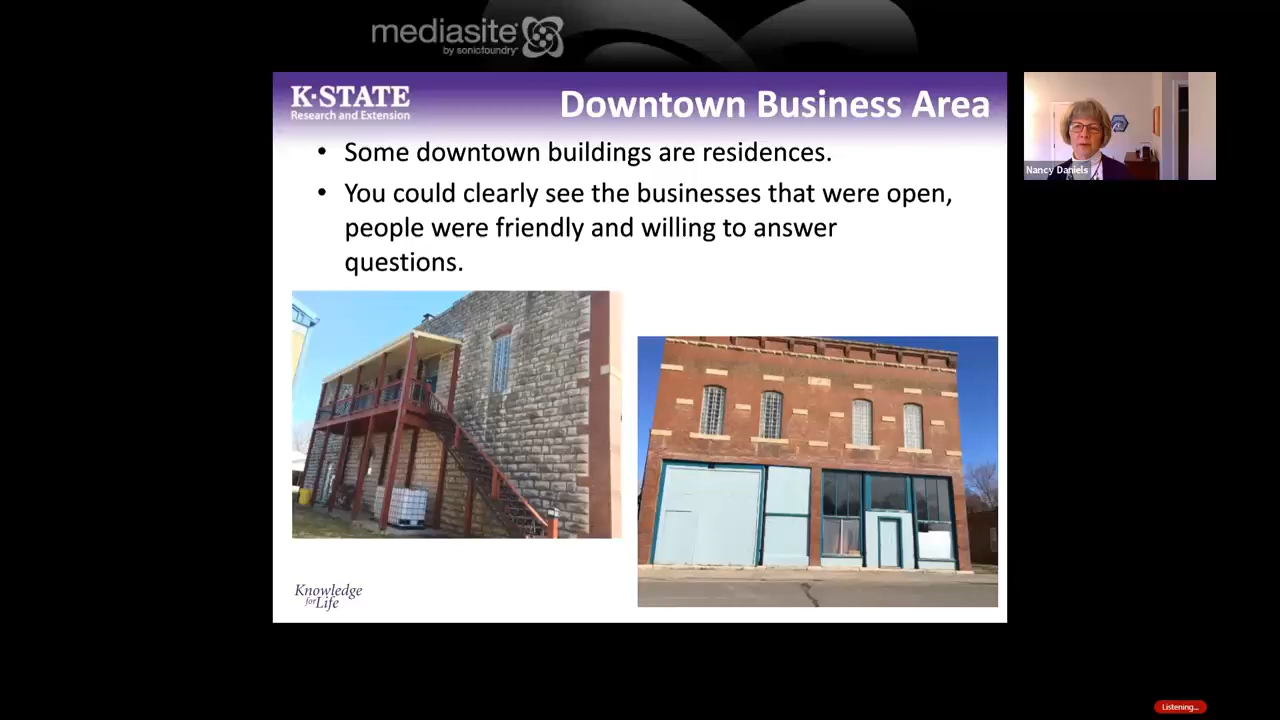 mediasite
by sonicfoundry
K·STATE
Research and Extension
Downtown Business Area
• Some downtown buildings are residences.
• You could clearly see the businesses that were open,
people were friendly and willing to answer
questions.
Knowledge
for Life
Nancy Daniels
Listening...